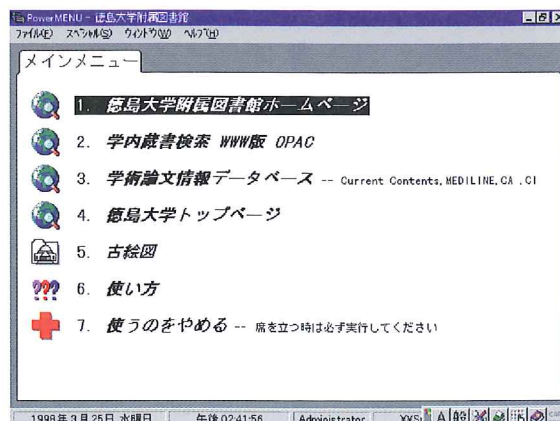 PowerMENU - 徳島大学附属図書館
ファイル(F) スペシャル(S) ウィンドウ(W) ヘルプ(H)
メインメニュー
1. 徳島大学附属図書館ホームページ
2. 学内蔵書検索 WWW版 OPAC
3. 学術論文情報データベース -- Current Contents,MEDILINE,CA ,CI
4. 徳島大学トップページ
5. 古絵図
6. 使い方
7. 使うのをやめる -- 席を立つ時は必ず実行してください
1998年 3月25日 水曜日 午後 02:41:56 Administrator